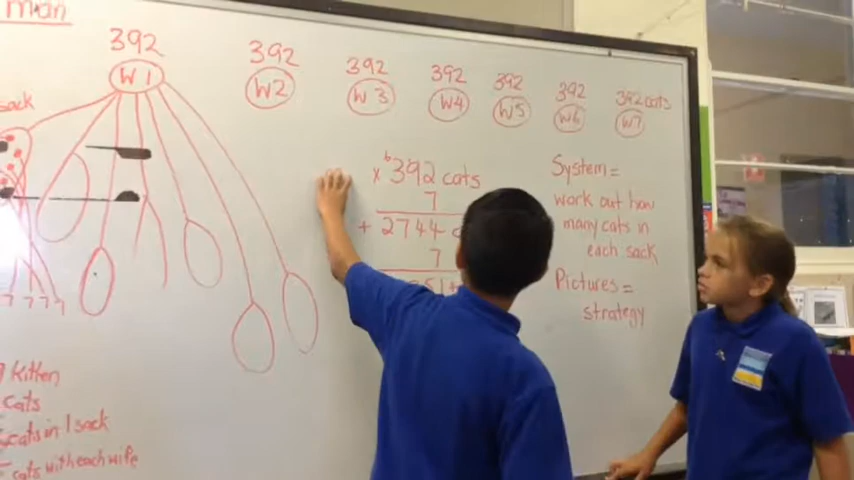 man
392 392 392 392 392 392 392 cats
W1 W2 W3 W4 W5 W6 W7
sack
x 6392 cats
7
+ 2744
7
System =
work out how
many cats in
each sack
Pictures =
strategy
7 7 7 7
kitten
cats
cats in 1 sack
cats with each wife